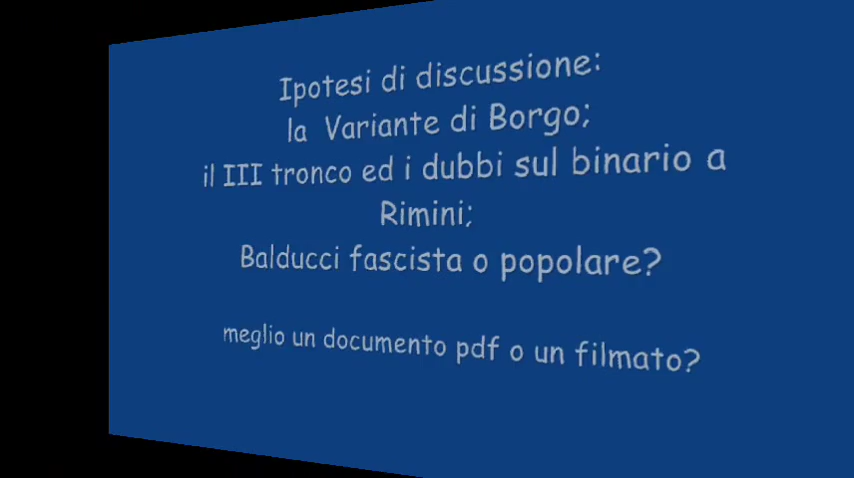 Ipotesi di discussione:
la Variante di Borgo;
il III tronco ed i dubbi sul binario a
Rimini;
Balducci fascista o popolare?
meglio un documento pdf o un filmato?